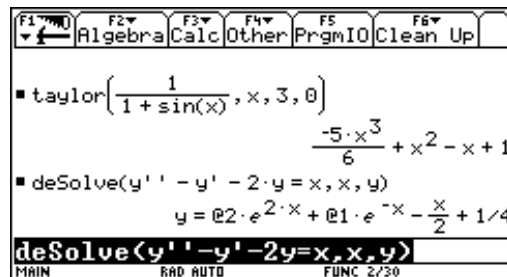 F1 F2 F3 F4 F5 F6
Algebra Calc Other PrgmIO Clean Up
▪ taylor(1/(1 + sin(x)), x, 3, 0)
-5·x³/6 + x² - x + 1
▪ deSolve(y'' - y' - 2·y = x, x, y)
y = @2·e^(2·x) + @1·e^(-x) - x/2 + 1/4
deSolve(y''-y'-2y=x,x,y)
MAIN RAD AUTO FUNC 2/30